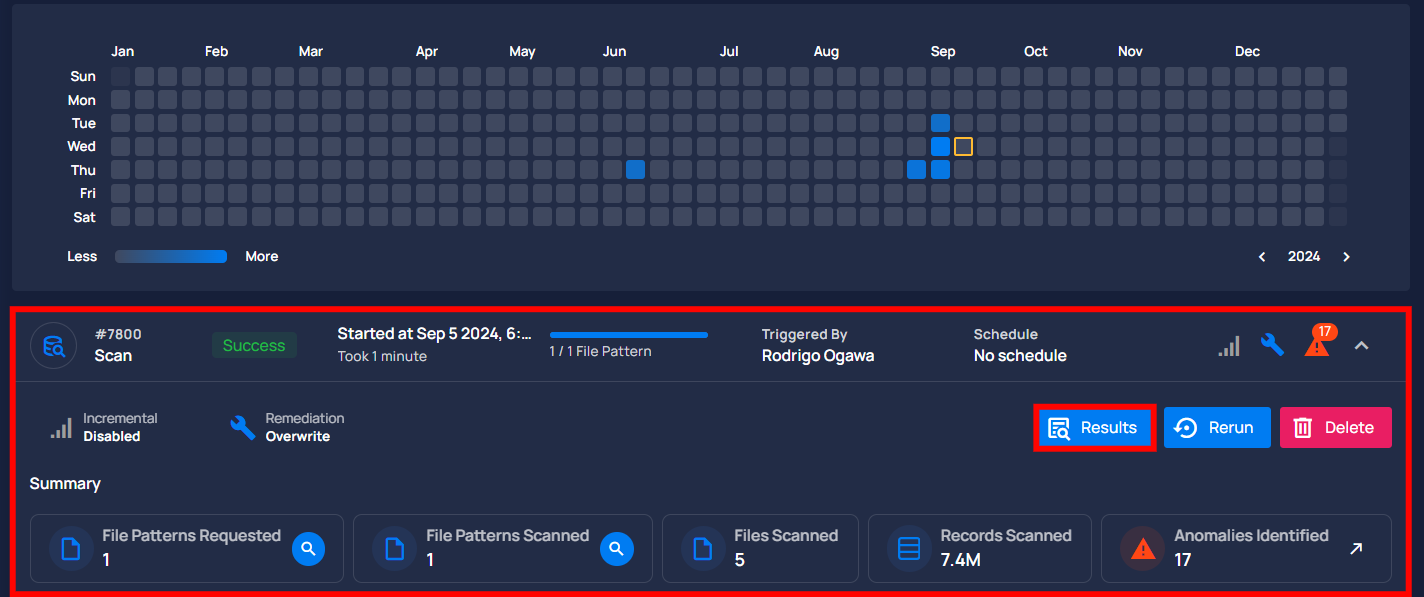 Jan Feb Mar Apr May Jun Jul Aug Sep Oct Nov Dec
Sun
Mon
Tue
Wed
Thu
Fri
Sat
Less More 2024
#7800
Scan
Success
Started at Sep 5 2024, 6:...
Took 1 minute
1 / 1 File Pattern
Triggered By
Rodrigo Ogawa
Schedule
No schedule
17
Incremental
Disabled
Remediation
Overwrite
Results
Rerun
Delete
Summary
File Patterns Requested
1
File Patterns Scanned
1
Files Scanned
5
Records Scanned
7.4M
Anomalies Identified
17